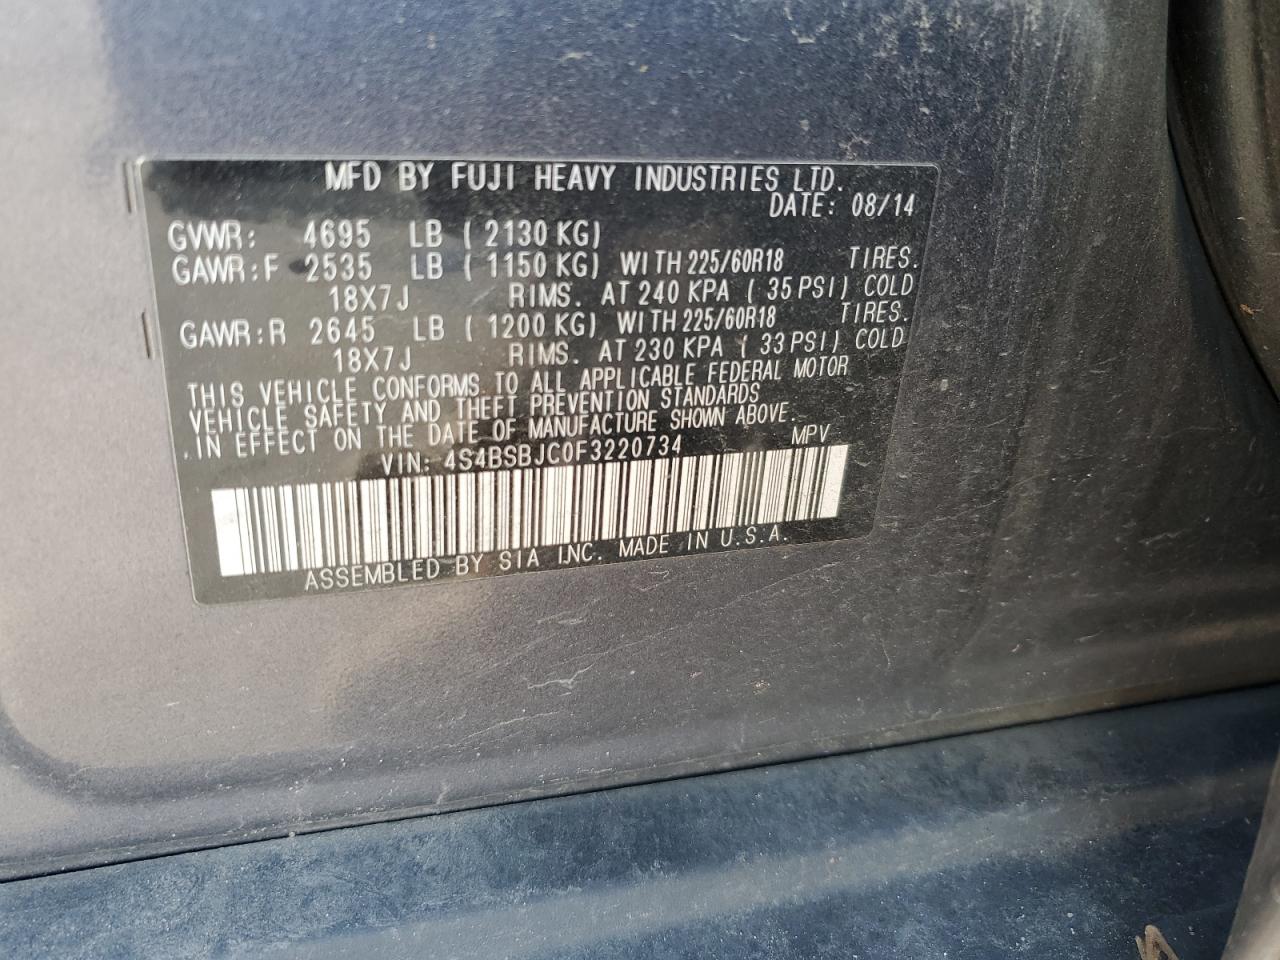 MFD BY FUJI HEAVY INDUSTRIES LTD.
DATE: 08/14
GVWR: 4695 LB ( 2130 KG)
GAWR:F 2535 LB ( 1150 KG) WITH 225/60R18 TIRES.
18X7J RIMS. AT 240 KPA ( 35 PSI) COLD
GAWR:R 2645 LB ( 1200 KG) WITH 225/60R18 TIRES.
18X7J RIMS. AT 230 KPA ( 33 PSI) COLD
THIS VEHICLE CONFORMS TO ALL APPLICABLE FEDERAL MOTOR
VEHICLE SAFETY AND THEFT PREVENTION STANDARDS
.IN EFFECT ON THE DATE OF MANUFACTURE SHOWN ABOVE.
VIN: 4S4BSBJC0F3220734 MPV
ASSEMBLED BY SIA INC. MADE IN U.S.A.